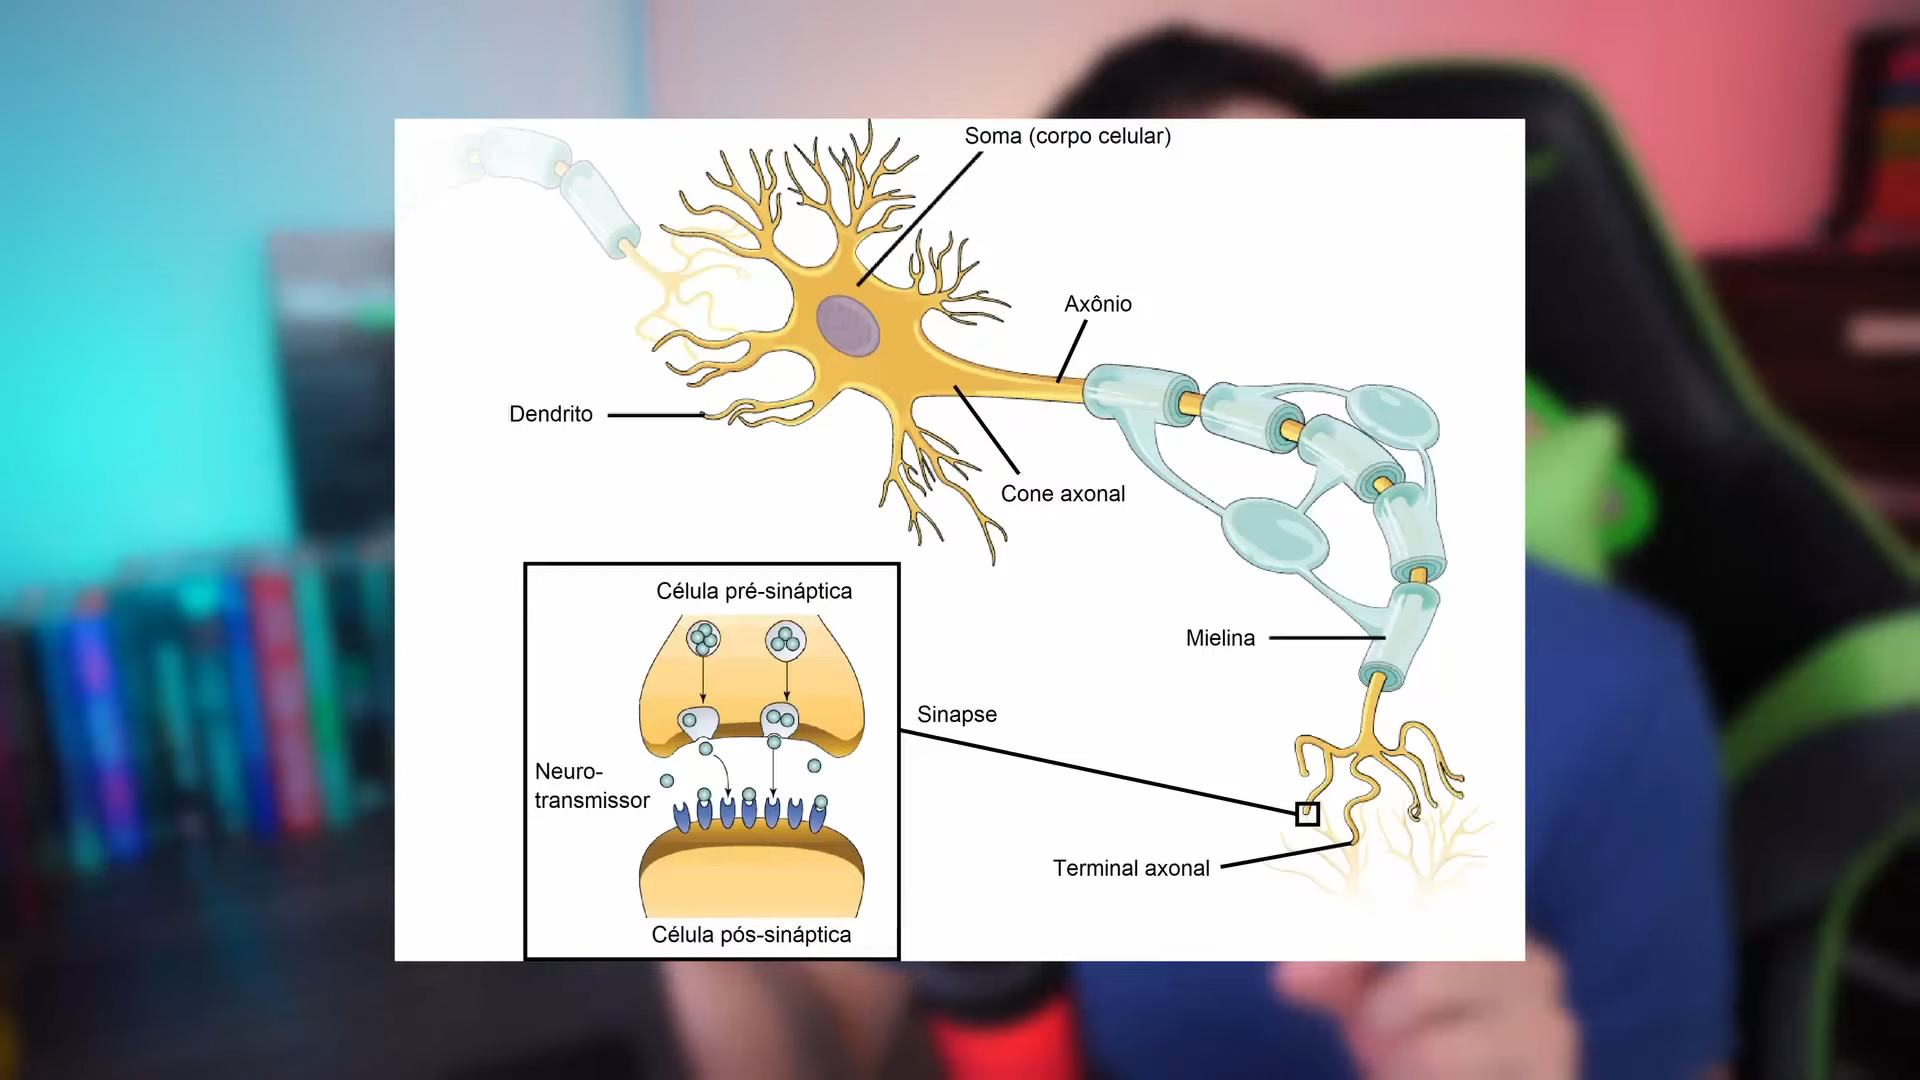 Soma (corpo celular)
Axônio
Dendrito
Cone axonal
Célula pré-sináptica
Mielina
Sinapse
Neuro-
transmissor
Terminal axonal
Célula pós-sináptica